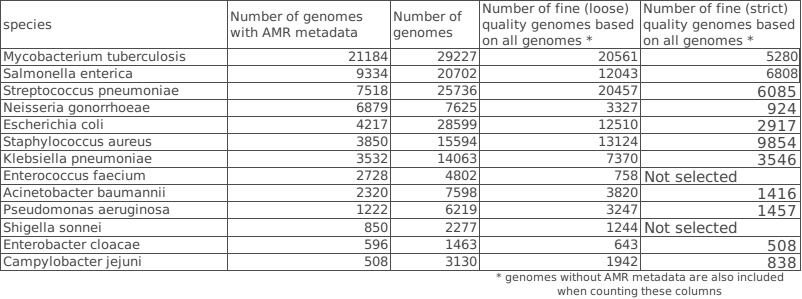 species | Number of genomes with AMR metadata | Number of genomes | Number of fine (loose) quality genomes based on all genomes * | Number of fine (strict) quality genomes based on all genomes *
Mycobacterium tuberculosis | 21184 | 29227 | 20561 | 5280
Salmonella enterica | 9334 | 20702 | 12043 | 6808
Streptococcus pneumoniae | 7518 | 25736 | 20457 | 6085
Neisseria gonorrhoeae | 6879 | 7625 | 3327 | 924
Escherichia coli | 4217 | 28599 | 12510 | 2917
Staphylococcus aureus | 3850 | 15594 | 13124 | 9854
Klebsiella pneumoniae | 3532 | 14063 | 7370 | 3546
Enterococcus faecium | 2728 | 4802 | 758 | Not selected
Acinetobacter baumannii | 2320 | 7598 | 3820 | 1416
Pseudomonas aeruginosa | 1222 | 6219 | 3247 | 1457
Shigella sonnei | 850 | 2277 | 1244 | Not selected
Enterobacter cloacae | 596 | 1463 | 643 | 508
Campylobacter jejuni | 508 | 3130 | 1942 | 838
* genomes without AMR metadata are also included
when counting these columns